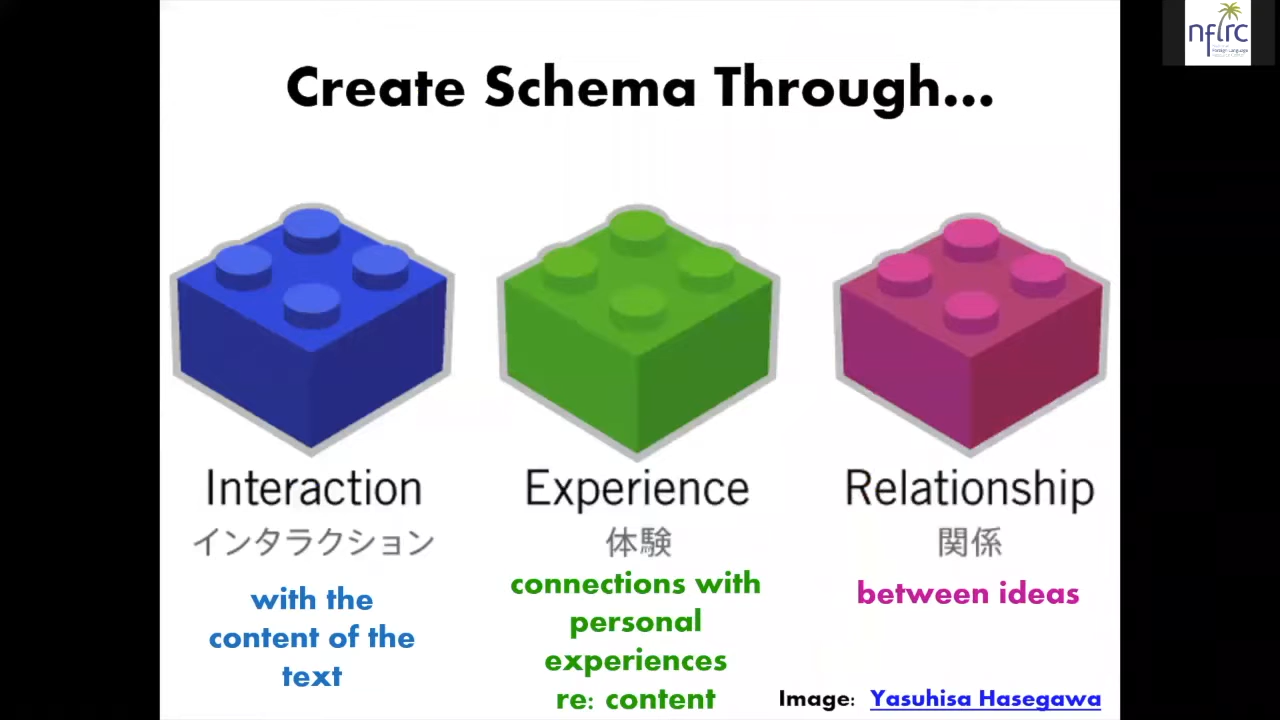 Create Schema Through...
Interaction
インタラクション
with the
content of the
text
Experience
体験
connections with
personal
experiences
re: content
Relationship
関係
between ideas
Image: Yasuhisa Hasegawa
nflrc